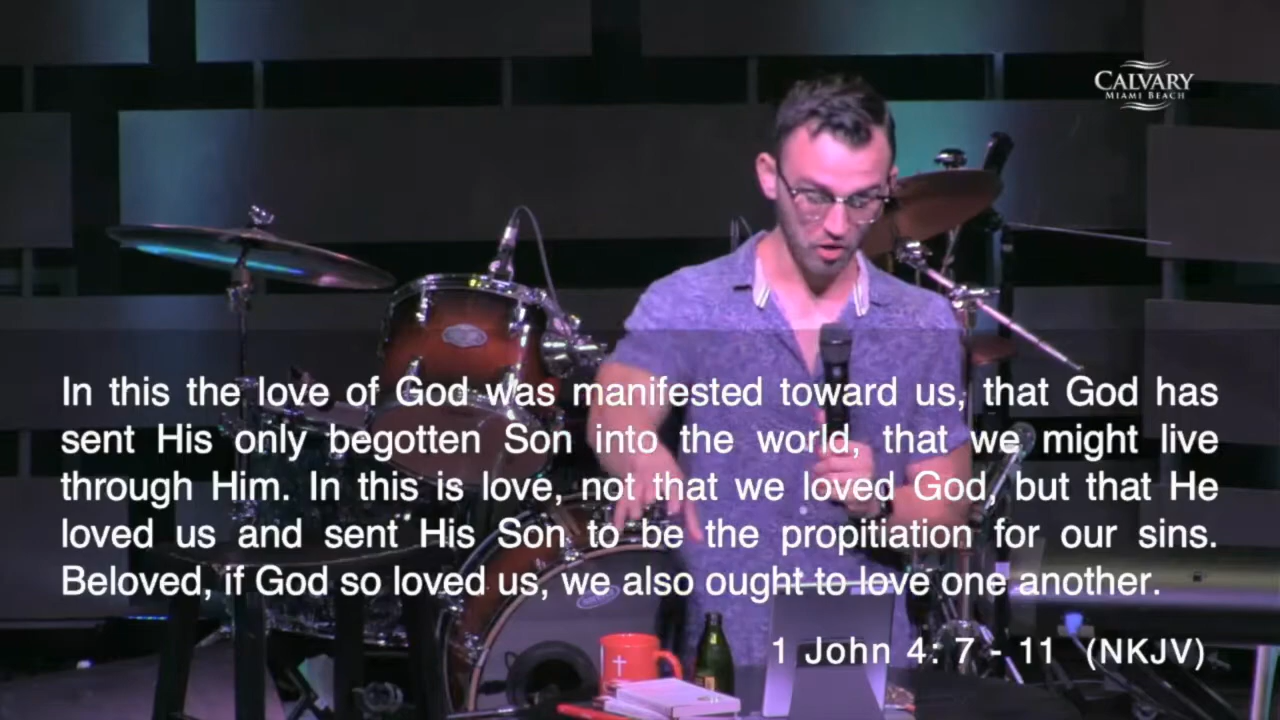 CALVARY
MIAMI BEACH
In this the love of God was manifested toward us, that God has
sent His only begotten Son into the world, that we might live
through Him. In this is love, not that we loved God, but that He
loved us and sent His Son to be the propitiation for our sins.
Beloved, if God so loved us, we also ought to love one another.
1 John 4: 7 - 11 (NKJV)